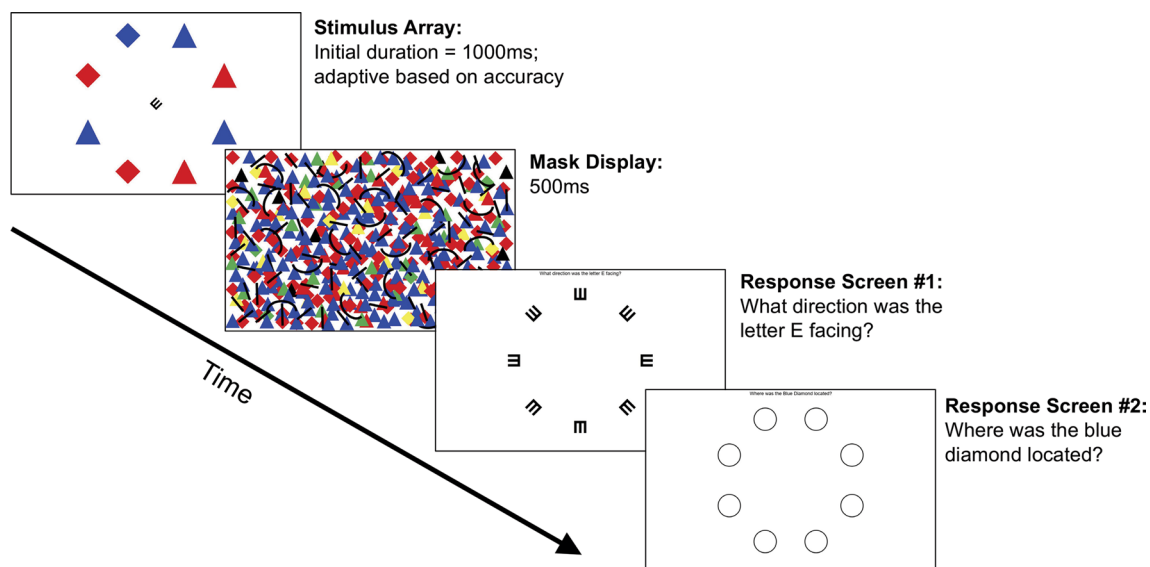 Stimulus Array:
Initial duration = 1000ms;
adaptive based on accuracy
E
Mask Display:
500ms
What direction was the letter E facing?
E
E E
E E
E E
E
Response Screen #1:
What direction was the
letter E facing?
Where was the Blue Diamond located?
Response Screen #2:
Where was the blue
diamond located?
Time